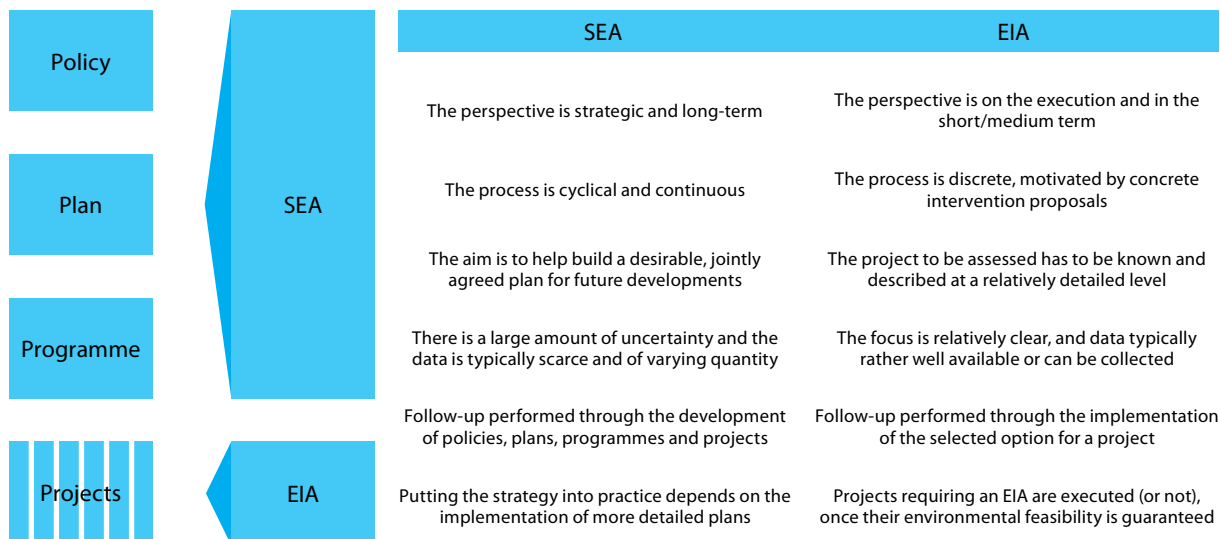 Policy
Plan
Programme
Projects
SEA
EIA
SEA
EIA
The perspective is strategic and long-term
The perspective is on the execution and in the
short/medium term
The process is cyclical and continuous
The process is discrete, motivated by concrete
intervention proposals
The aim is to help build a desirable, jointly
agreed plan for future developments
The project to be assessed has to be known and
described at a relatively detailed level
There is a large amount of uncertainty and the
data is typically scarce and of varying quantity
The focus is relatively clear, and data typically
rather well available or can be collected
Follow-up performed through the development
of policies, plans, programmes and projects
Follow-up performed through the implementation
of the selected option for a project
Putting the strategy into practice depends on the
implementation of more detailed plans
Projects requiring an EIA are executed (or not),
once their environmental feasibility is guaranteed